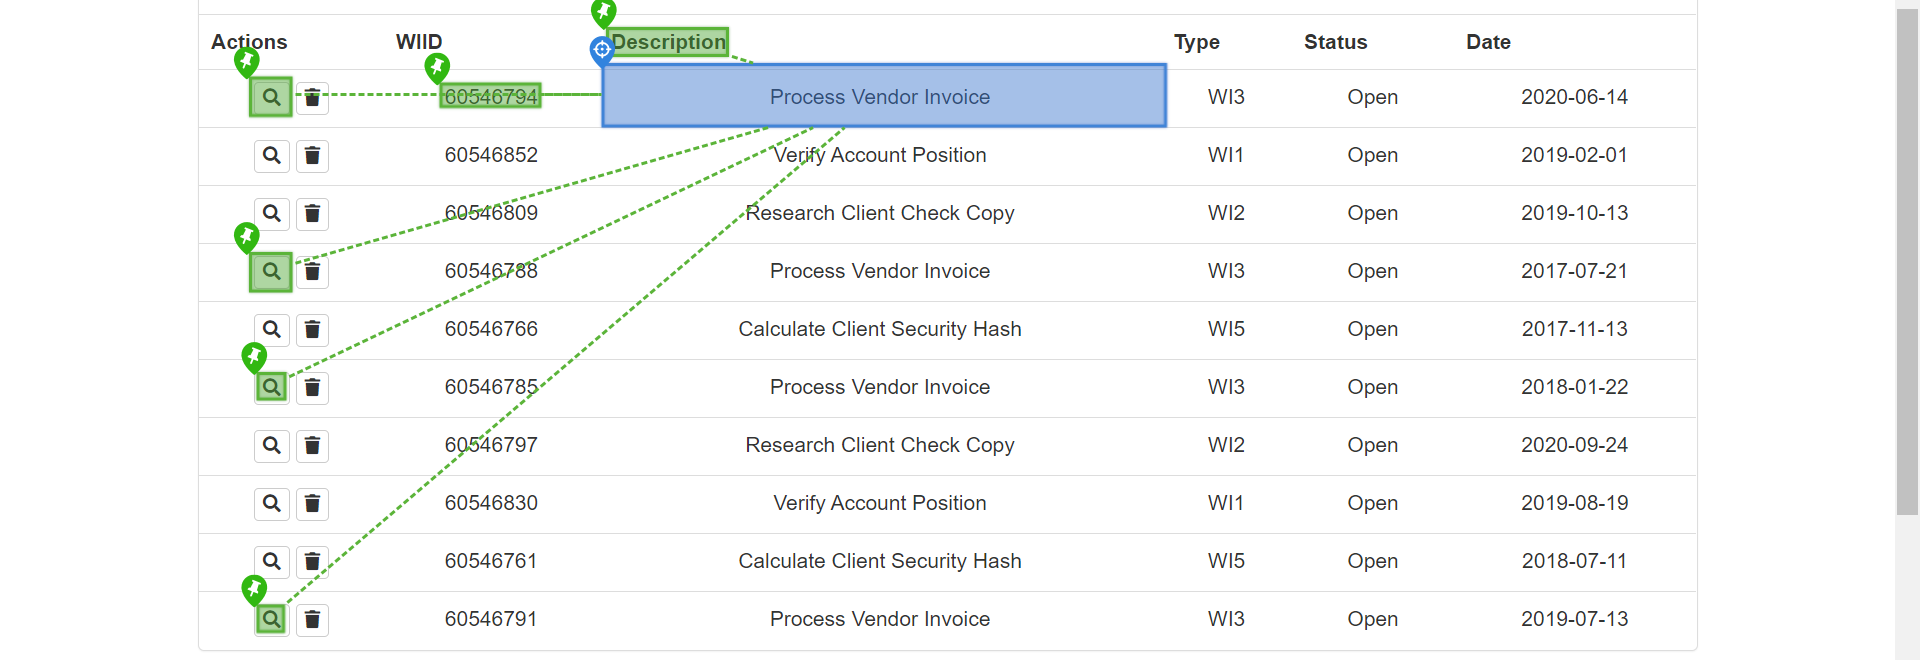 Actions WIID Description Type Status Date
60546794 Process Vendor Invoice WI3 Open 2020-06-14
60546852 Verify Account Position WI1 Open 2019-02-01
60546809 Research Client Check Copy WI2 Open 2019-10-13
60546788 Process Vendor Invoice WI3 Open 2017-07-21
60546766 Calculate Client Security Hash WI5 Open 2017-11-13
60546785 Process Vendor Invoice WI3 Open 2018-01-22
60546797 Research Client Check Copy WI2 Open 2020-09-24
60546830 Verify Account Position WI1 Open 2019-08-19
60546761 Calculate Client Security Hash WI5 Open 2018-07-11
60546791 Process Vendor Invoice WI3 Open 2019-07-13